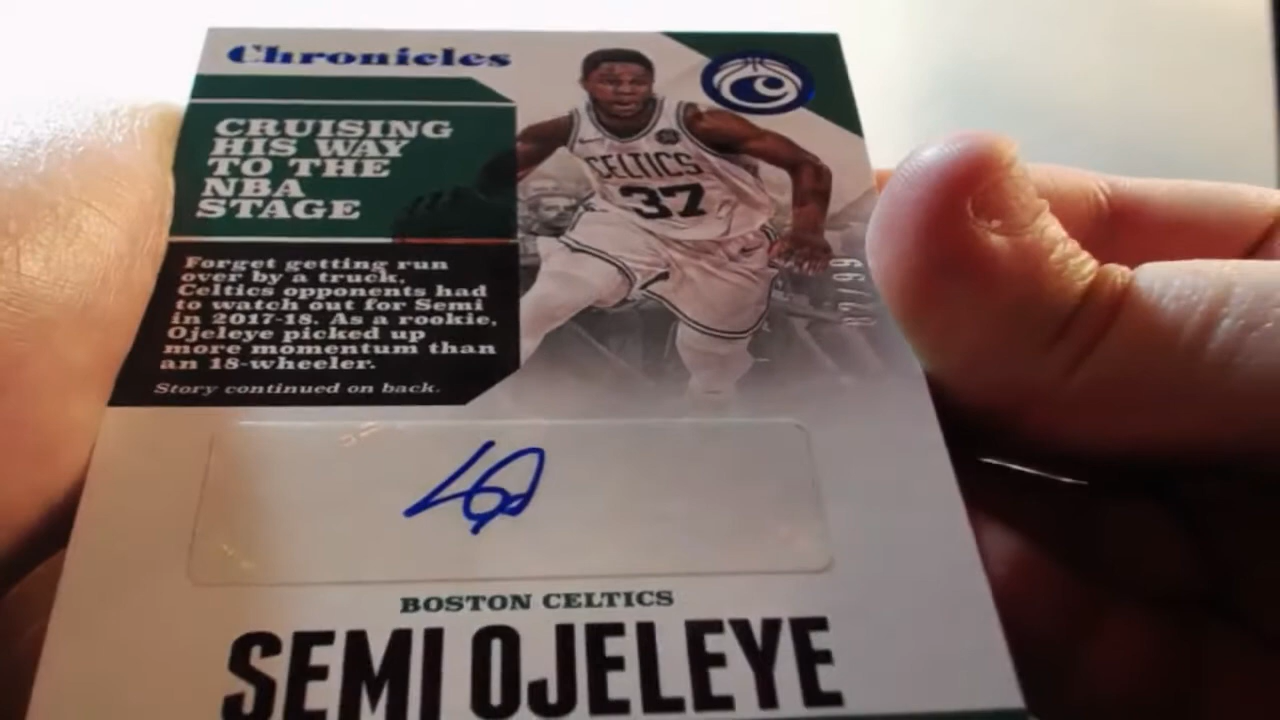 Chronicles
CRUISING
HIS WAY
TO THE
NBA
STAGE
Forget getting run
over by a truck,
Celtics opponents had
to watch out for Semi
in 2017-18. As a rookie,
Ojeleye picked up
more momentum than
an 18-wheeler.
Story continued on back.
CELTICS
37
BOSTON CELTICS
SEMI OJELEYE